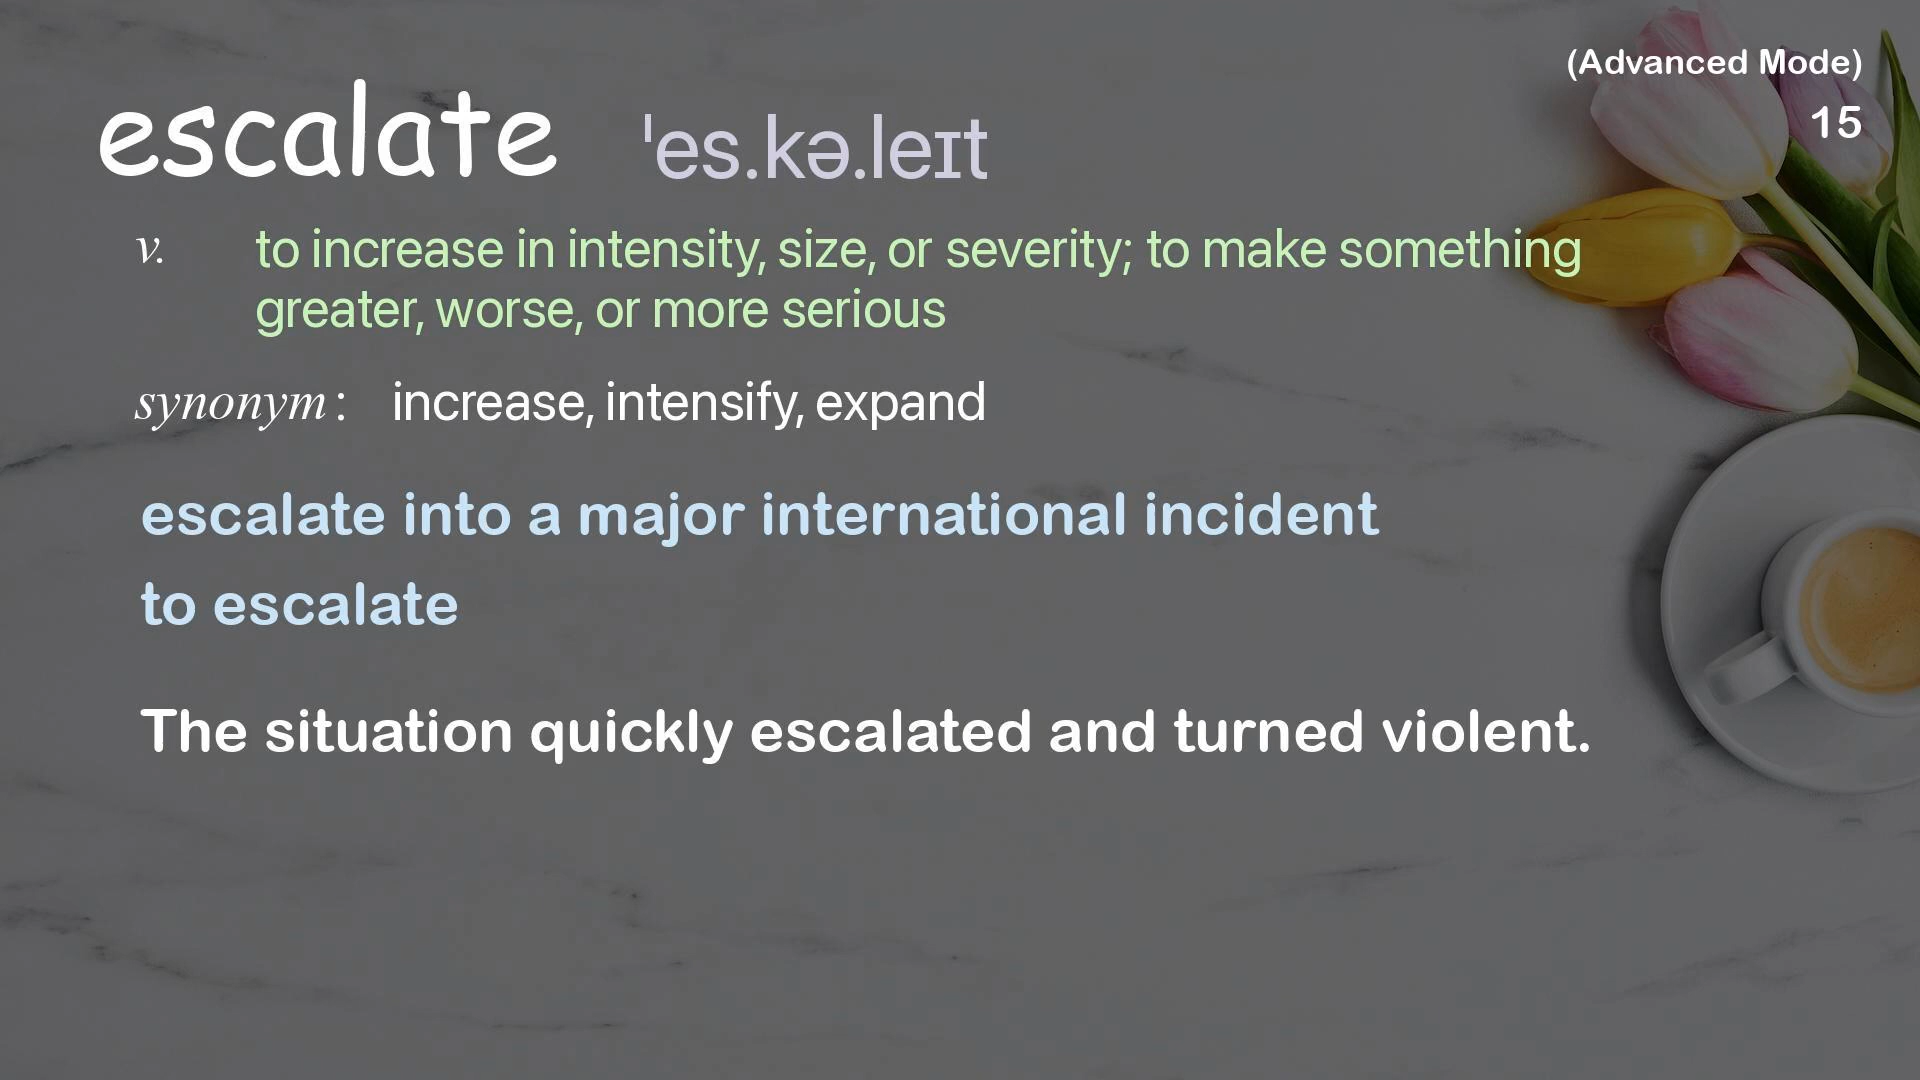 (Advanced Mode)
15
escalate ˈes.kə.leɪt
v. to increase in intensity, size, or severity; to make something
greater, worse, or more serious
synonym: increase, intensify, expand
escalate into a major international incident
to escalate
The situation quickly escalated and turned violent.